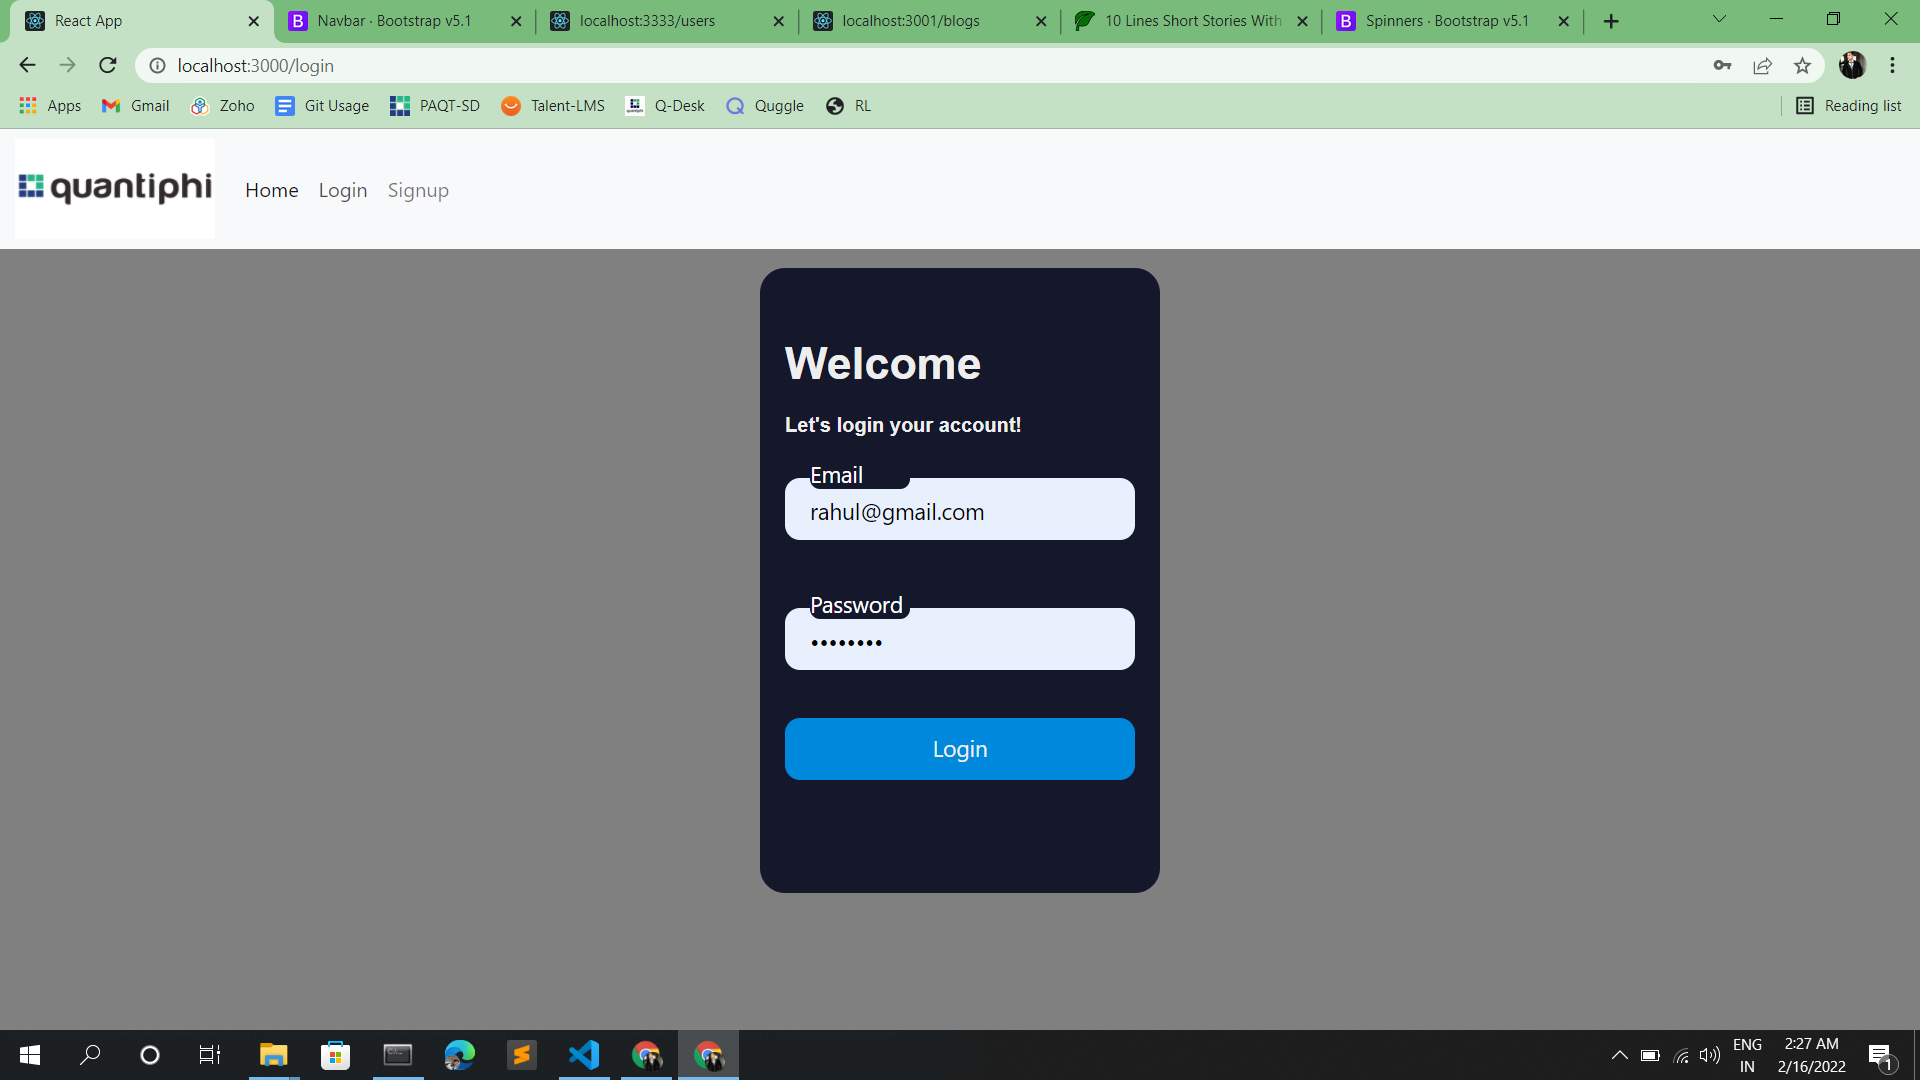 React App
Navbar · Bootstrap v5.1
localhost:3333/users
localhost:3001/blogs
10 Lines Short Stories With
Spinners · Bootstrap v5.1
localhost:3000/login
Apps
Gmail
Zoho
Git Usage
PAQT-SD
Talent-LMS
Q-Desk
Quggle
RL
Reading list
quantiphi
Home
Login
Signup
Welcome
Let's login your account!
Email
rahul@gmail.com
Password
••••••••
Login
ENG
IN
2:27 AM
2/16/2022
1